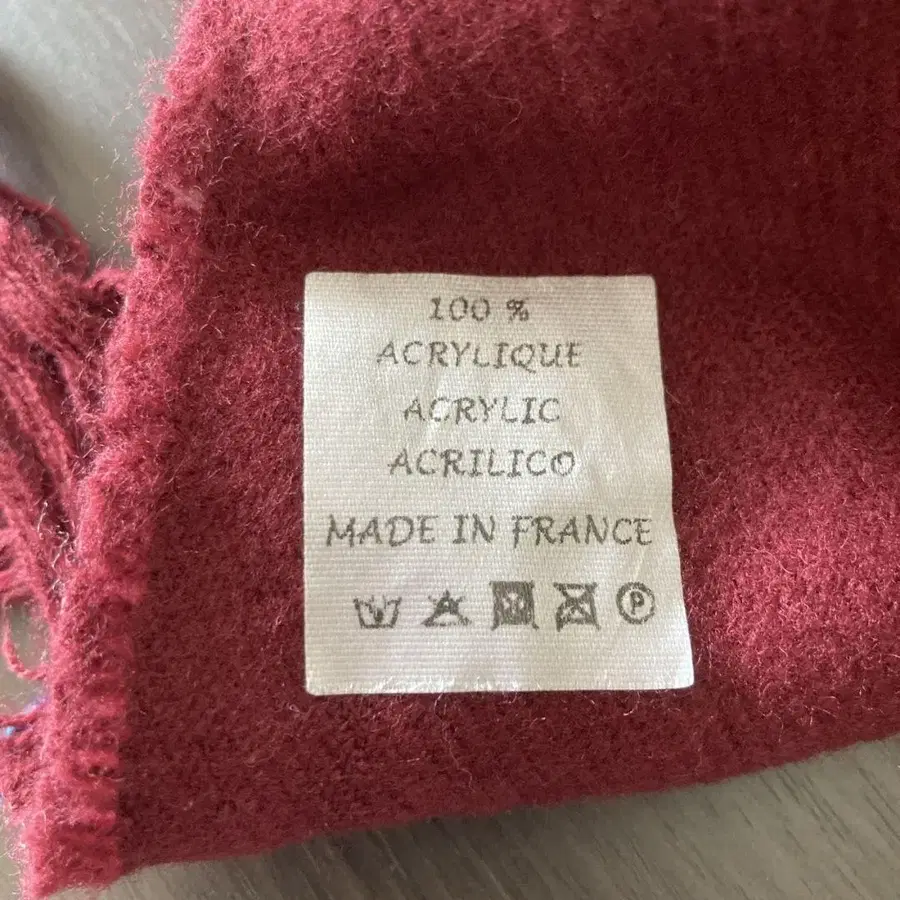 100 %
ACRYLIQUE
ACRYLIC
ACRILICO
MADE IN FRANCE
P